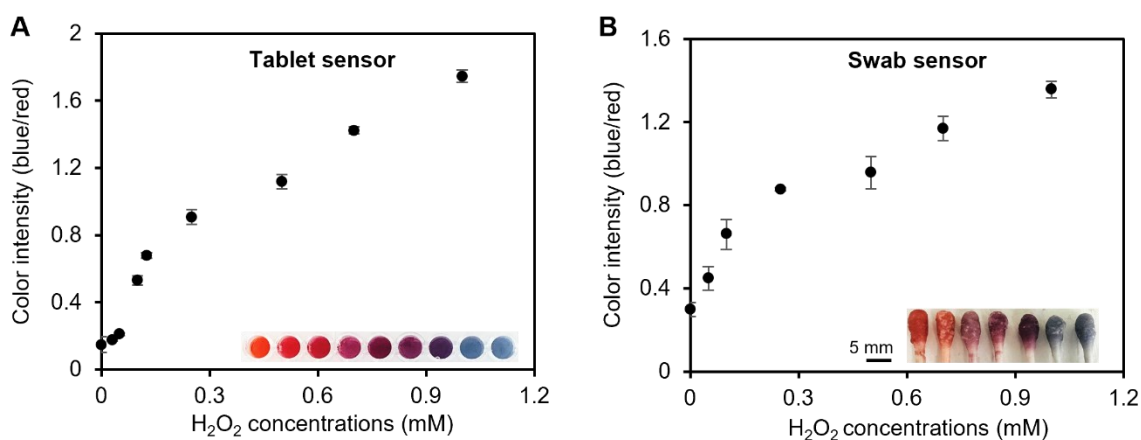 A
Tablet sensor
Color intensity (blue/red)
2
1.6
1.2
0.8
0.4
0
0
0.3
0.6
0.9
1.2
H₂O₂ concentrations (mM)
B
Swab sensor
Color intensity (blue/red)
1.6
1.2
0.8
0.4
0
5 mm
0
0.3
0.6
0.9
1.2
H₂O₂ concentrations (mM)